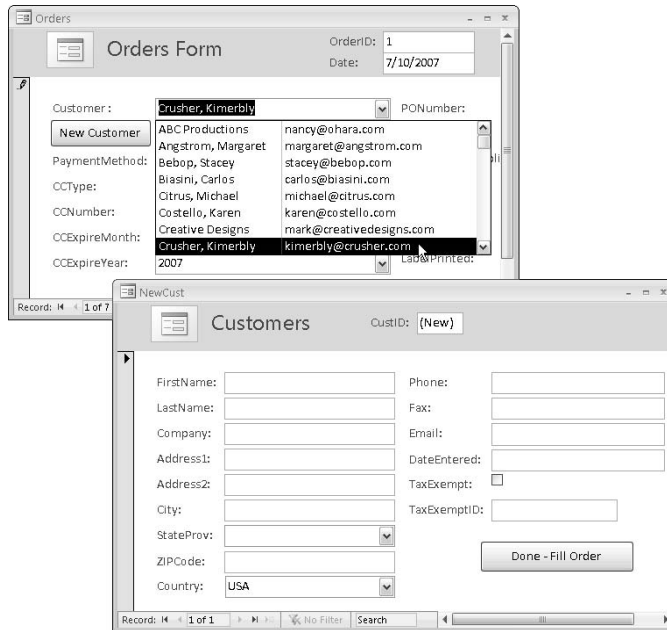 Orders
Orders Form
OrderID: 1
Date: 7/10/2007
Customer : Crusher, Kimerbly PONumber:
New Customer
ABC Productions nancy@ohara.com
Angstrom, Margaret margaret@angstrom.com
Bebop, Stacey stacey@bebop.com
Biasini, Carlos carlos@biasini.com
Citrus, Michael michael@citrus.com
Costello, Karen karen@costello.com
Creative Designs mark@creativedesigns.com
Crusher, Kimerbly kimerbly@crusher.com
PaymentMethod:
CCType:
CCNumber:
CCExpireMonth:
CCExpireYear: 2007 LabelPrinted:
Record: 1 of 7
NewCust
Customers CustID: (New)
FirstName: Phone:
LastName: Fax:
Company: Email:
Address1: DateEntered:
Address2: TaxExempt:
City: TaxExemptID:
StateProv:
ZIPCode:
Done - Fill Order
Country: USA
Record: 1 of 1 No Filter Search